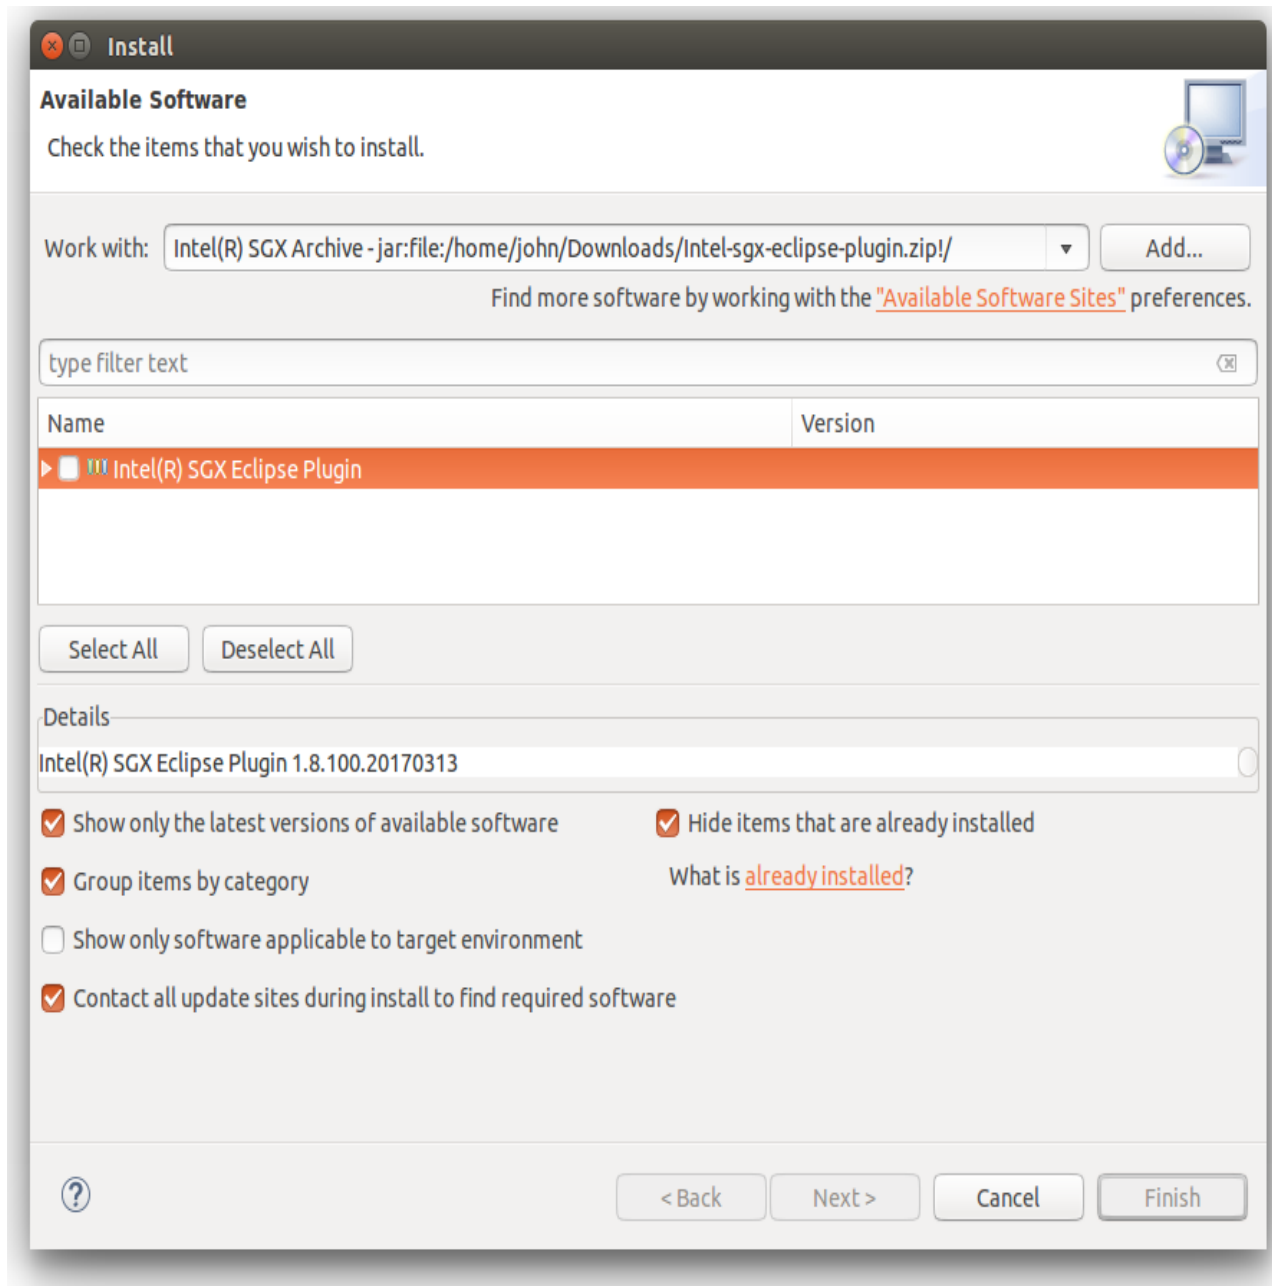 Install
Available Software
Check the items that you wish to install.
Work with: Intel(R) SGX Archive - jar:file:/home/john/Downloads/Intel-sgx-eclipse-plugin.zip!/ Add...
Find more software by working with the "Available Software Sites" preferences.
type filter text
Name Version
Intel(R) SGX Eclipse Plugin
Select All Deselect All
Details
Intel(R) SGX Eclipse Plugin 1.8.100.20170313
Show only the latest versions of available software Hide items that are already installed
Group items by category What is already installed?
Show only software applicable to target environment
Contact all update sites during install to find required software
? < Back Next > Cancel Finish